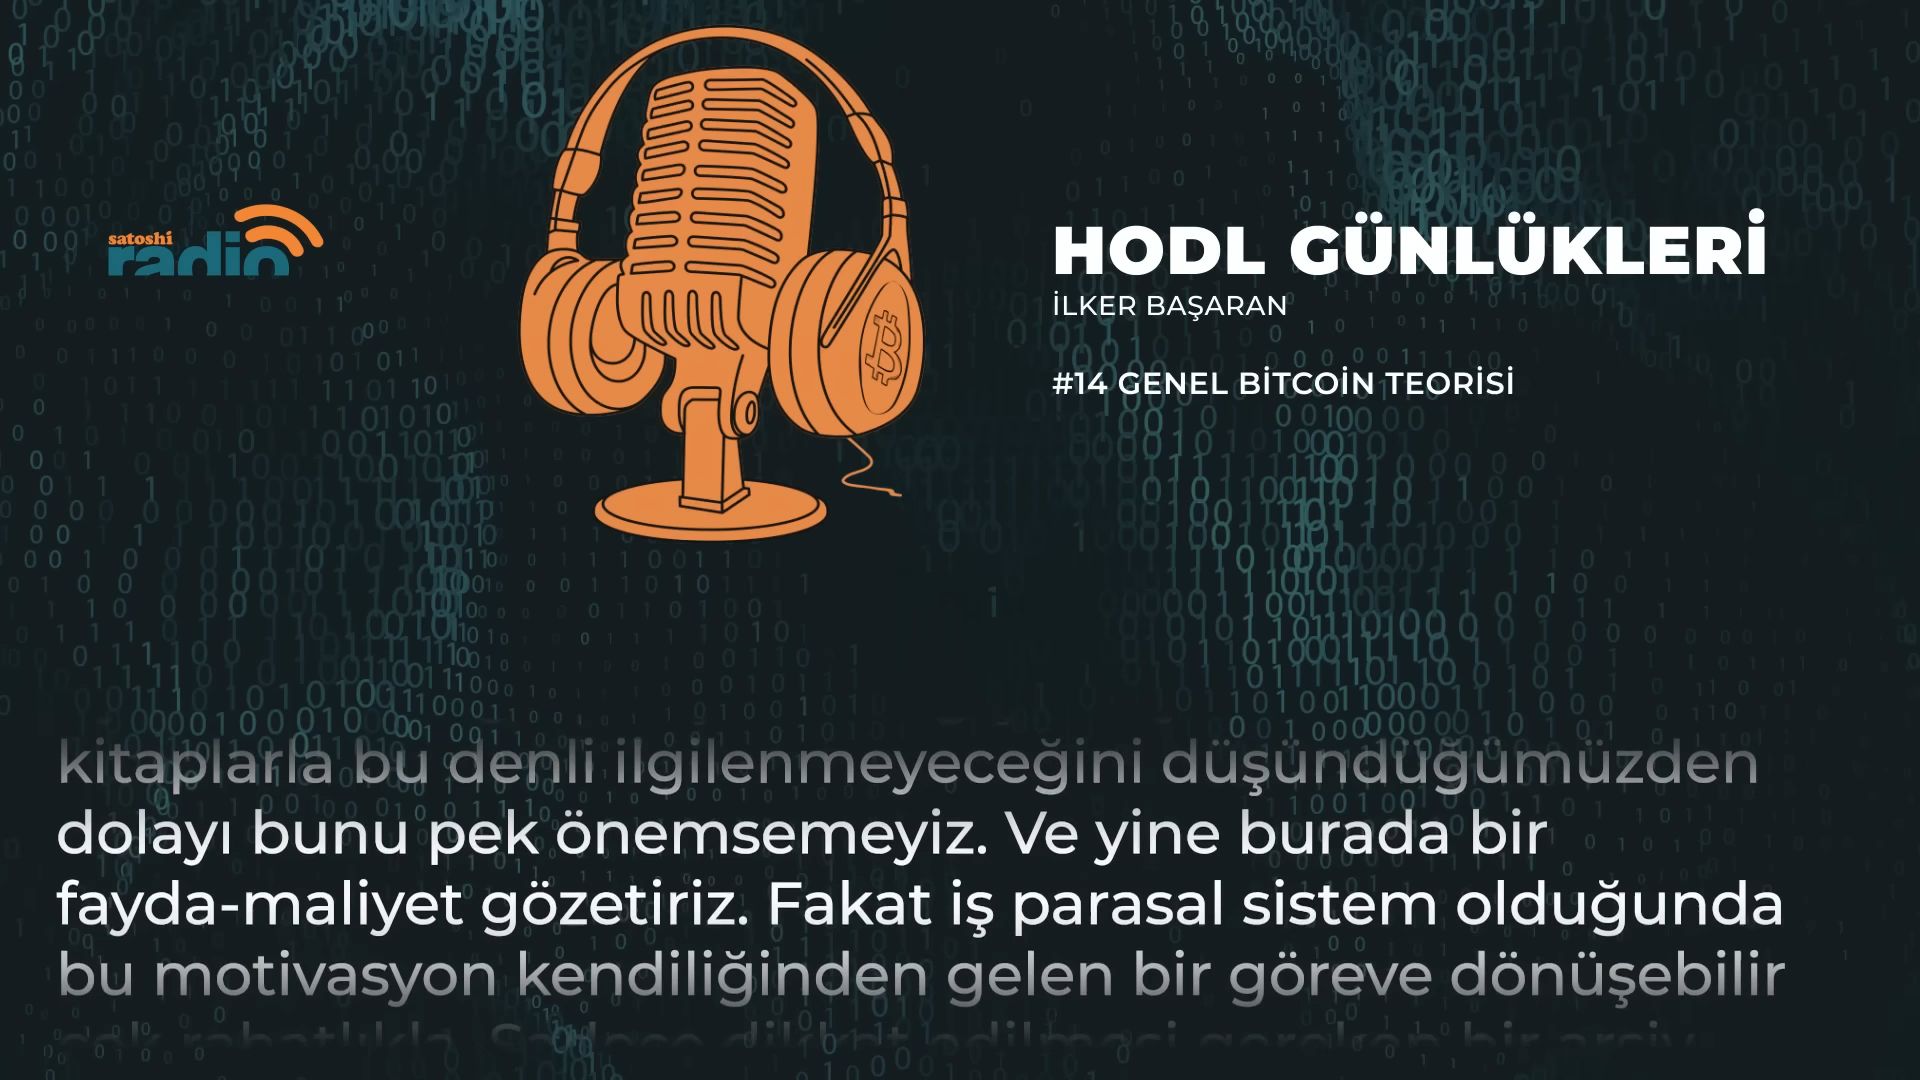 satoshi
radio
HODL GÜNLÜKLERİ
İLKER BAŞARAN
#14 GENEL BİTCOİN TEORİSİ
kitaplarla bu denli ilgilenmeyeceğini düşündüğümüzden
dolayı bunu pek önemsemeyiz. Ve yine burada bir
fayda-maliyet gözetiriz. Fakat iş parasal sistem olduğunda
bu motivasyon kendiliğinden gelen bir göreve dönüşebilir